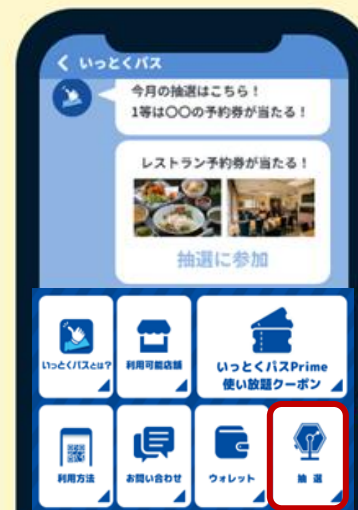 いっとくパス
今月の抽選はこちら！
1等は〇〇の予約券が当たる！
レストラン予約券が当たる！
抽選に参加
いっとくパスとは？
利用可能店舗
いっとくパスPrime
使い放題クーポン
利用方法
お問い合わせ
ウォレット
抽選